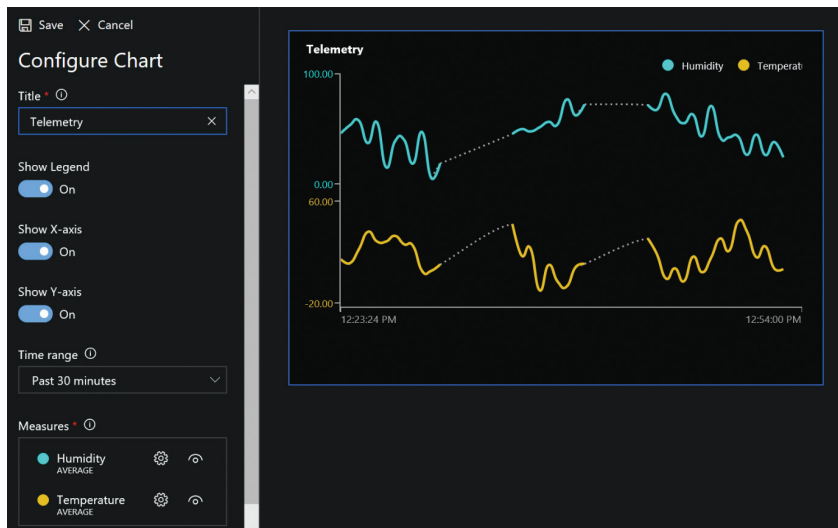 Save Cancel
Configure Chart
Title *
Telemetry
Show Legend
On
Show X-axis
On
Show Y-axis
On
Time range
Past 30 minutes
Measures *
Humidity
AVERAGE
Temperature
AVERAGE
Telemetry
Humidity Temperati
100.00
0.00
60.00
-20.00
12:23:24 PM 12:54:00 PM